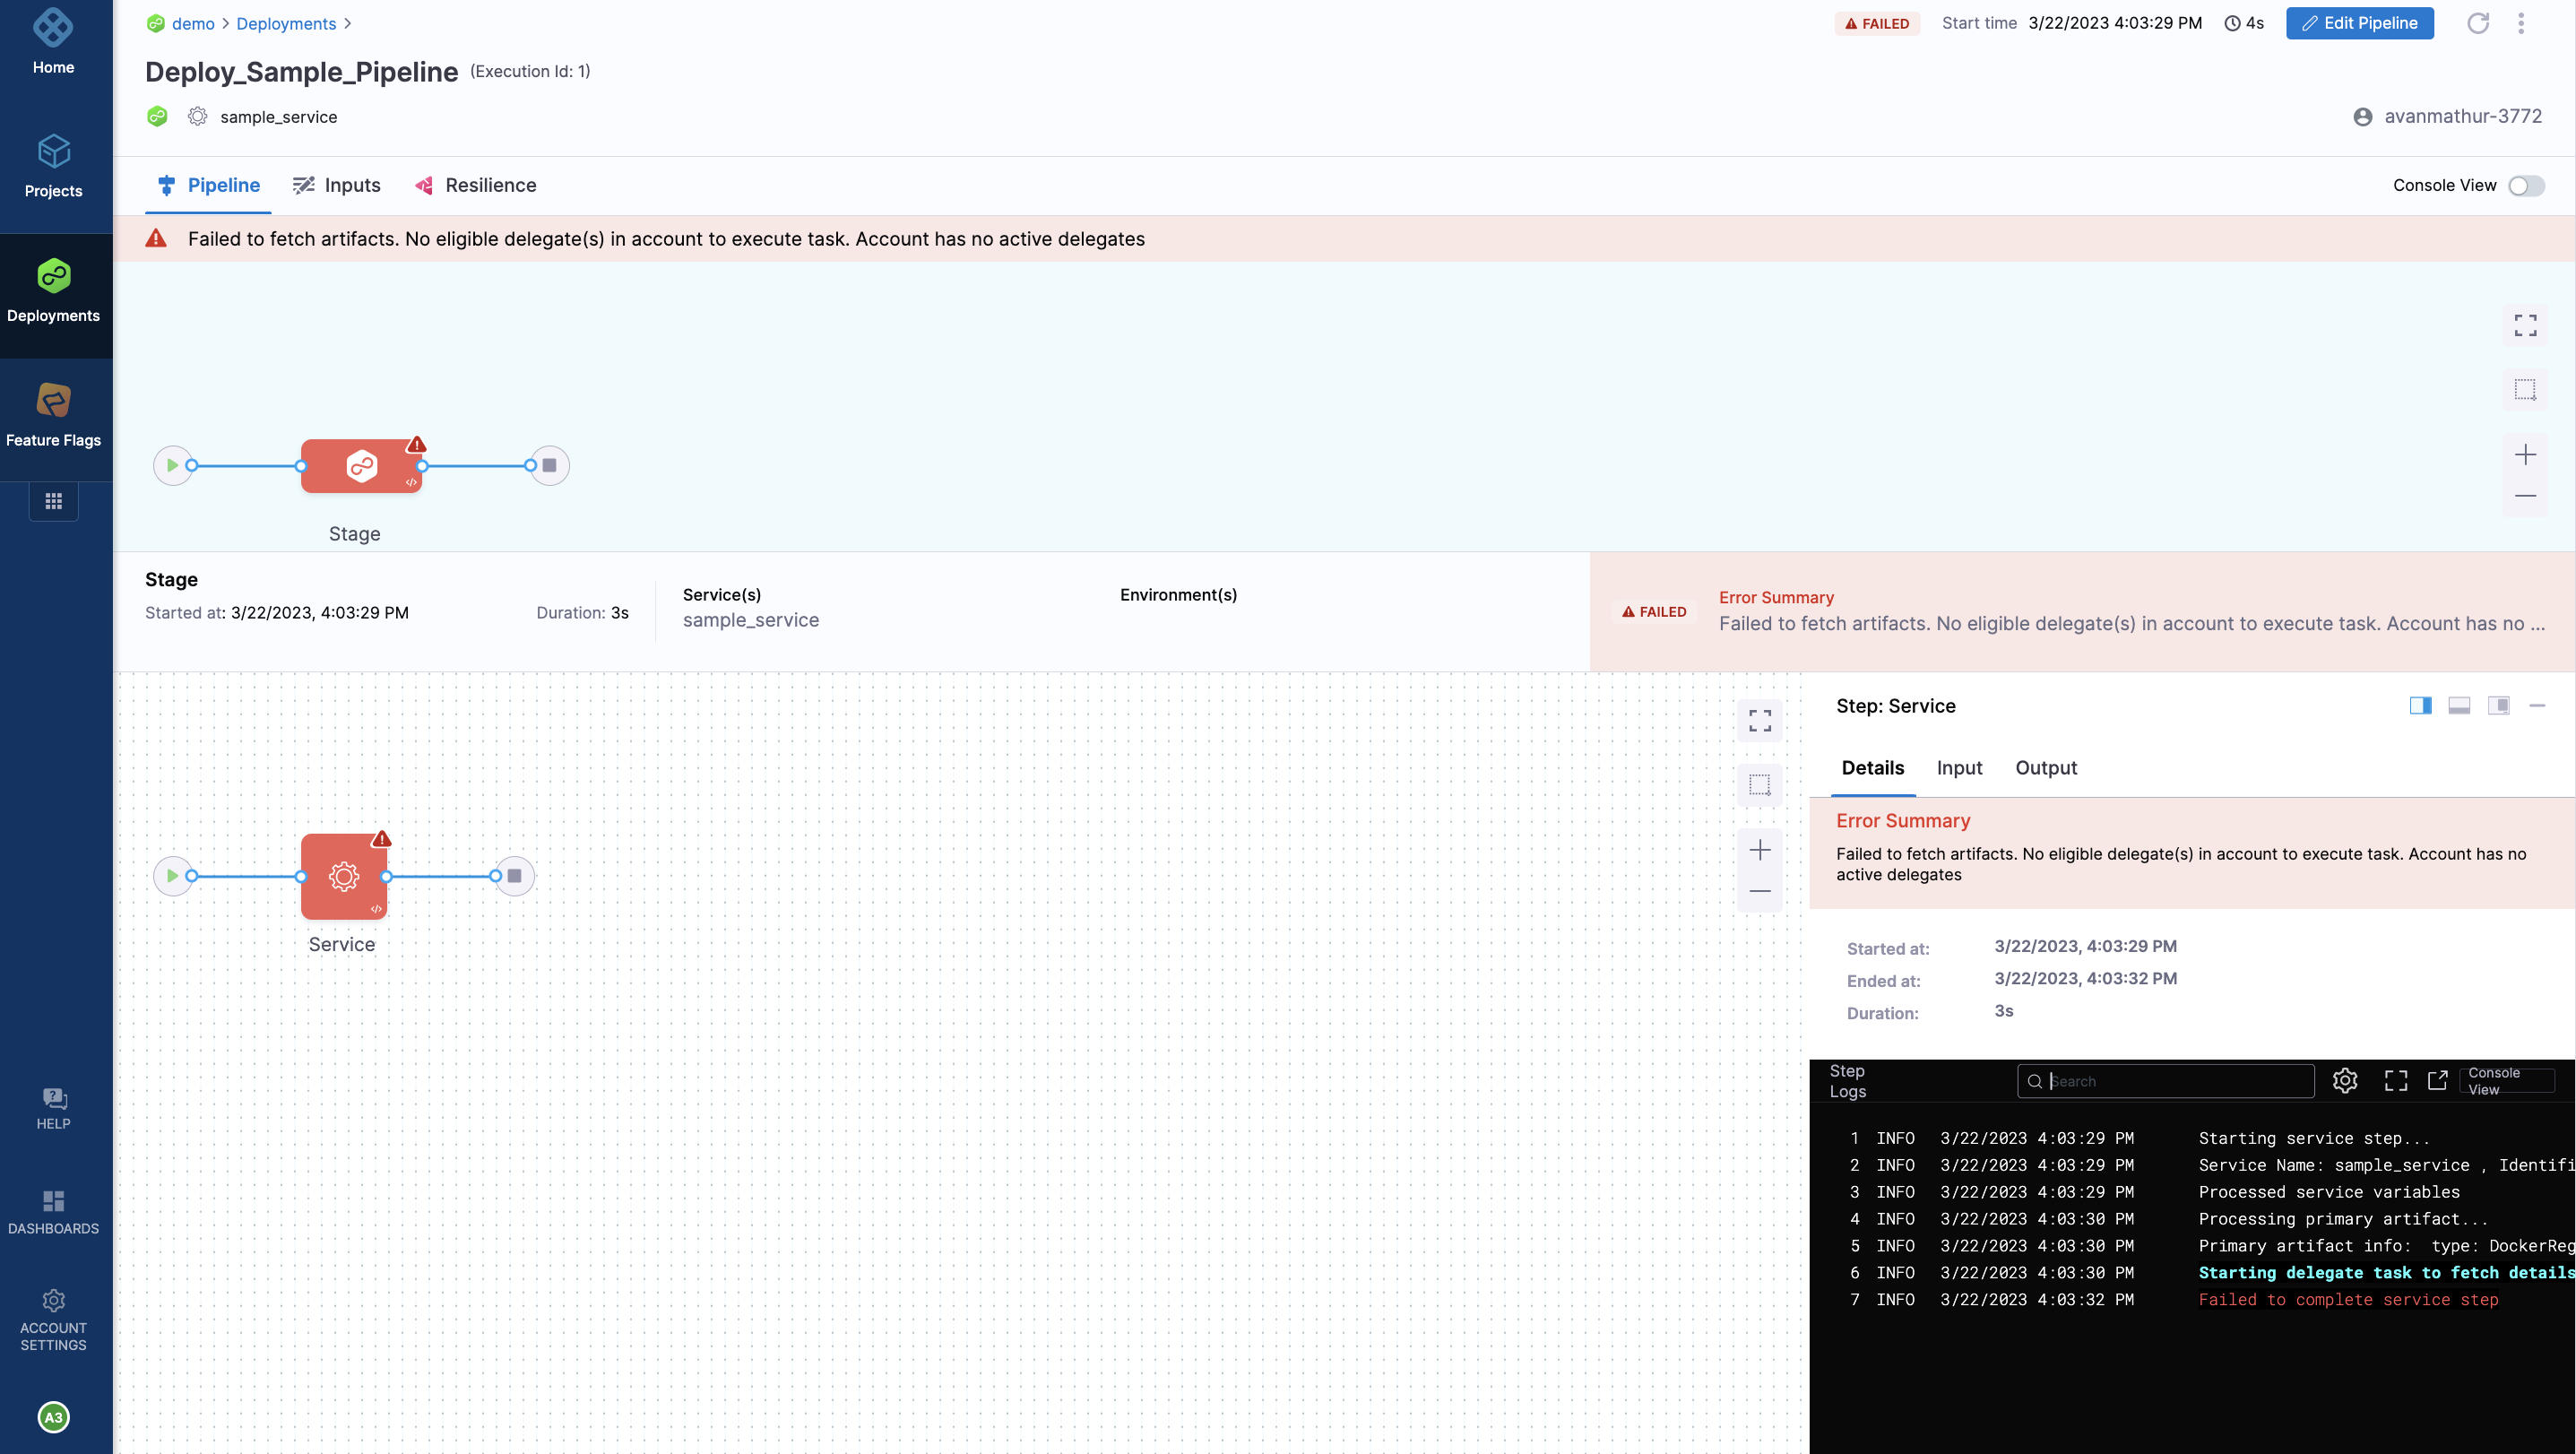 Home
Projects
Deployments
Feature Flags
HELP
DASHBOARDS
ACCOUNT
SETTINGS
A3
demo > Deployments >
FAILED Start time 3/22/2023 4:03:29 PM 4s Edit Pipeline
Deploy_Sample_Pipeline (Execution Id: 1)
sample_service
avanmathur-3772
Pipeline Inputs Resilience
Console View
Failed to fetch artifacts. No eligible delegate(s) in account to execute task. Account has no active delegates
Stage
Stage
Started at: 3/22/2023, 4:03:29 PM Duration: 3s
Service(s)
sample_service
Environment(s)
FAILED
Error Summary
Failed to fetch artifacts. No eligible delegate(s) in account to execute task. Account has no ...
Service
Step: Service
Details Input Output
Error Summary
Failed to fetch artifacts. No eligible delegate(s) in account to execute task. Account has no
active delegates
Started at: 3/22/2023, 4:03:29 PM
Ended at: 3/22/2023, 4:03:32 PM
Duration: 3s
Step
Logs
Search
Console
View
1 INFO 3/22/2023 4:03:29 PM Starting service step...
2 INFO 3/22/2023 4:03:29 PM Service Name: sample_service , Identifi
3 INFO 3/22/2023 4:03:29 PM Processed service variables
4 INFO 3/22/2023 4:03:30 PM Processing primary artifact...
5 INFO 3/22/2023 4:03:30 PM Primary artifact info: type: DockerReg
6 INFO 3/22/2023 4:03:30 PM Starting delegate task to fetch details
7 INFO 3/22/2023 4:03:32 PM Failed to complete service step